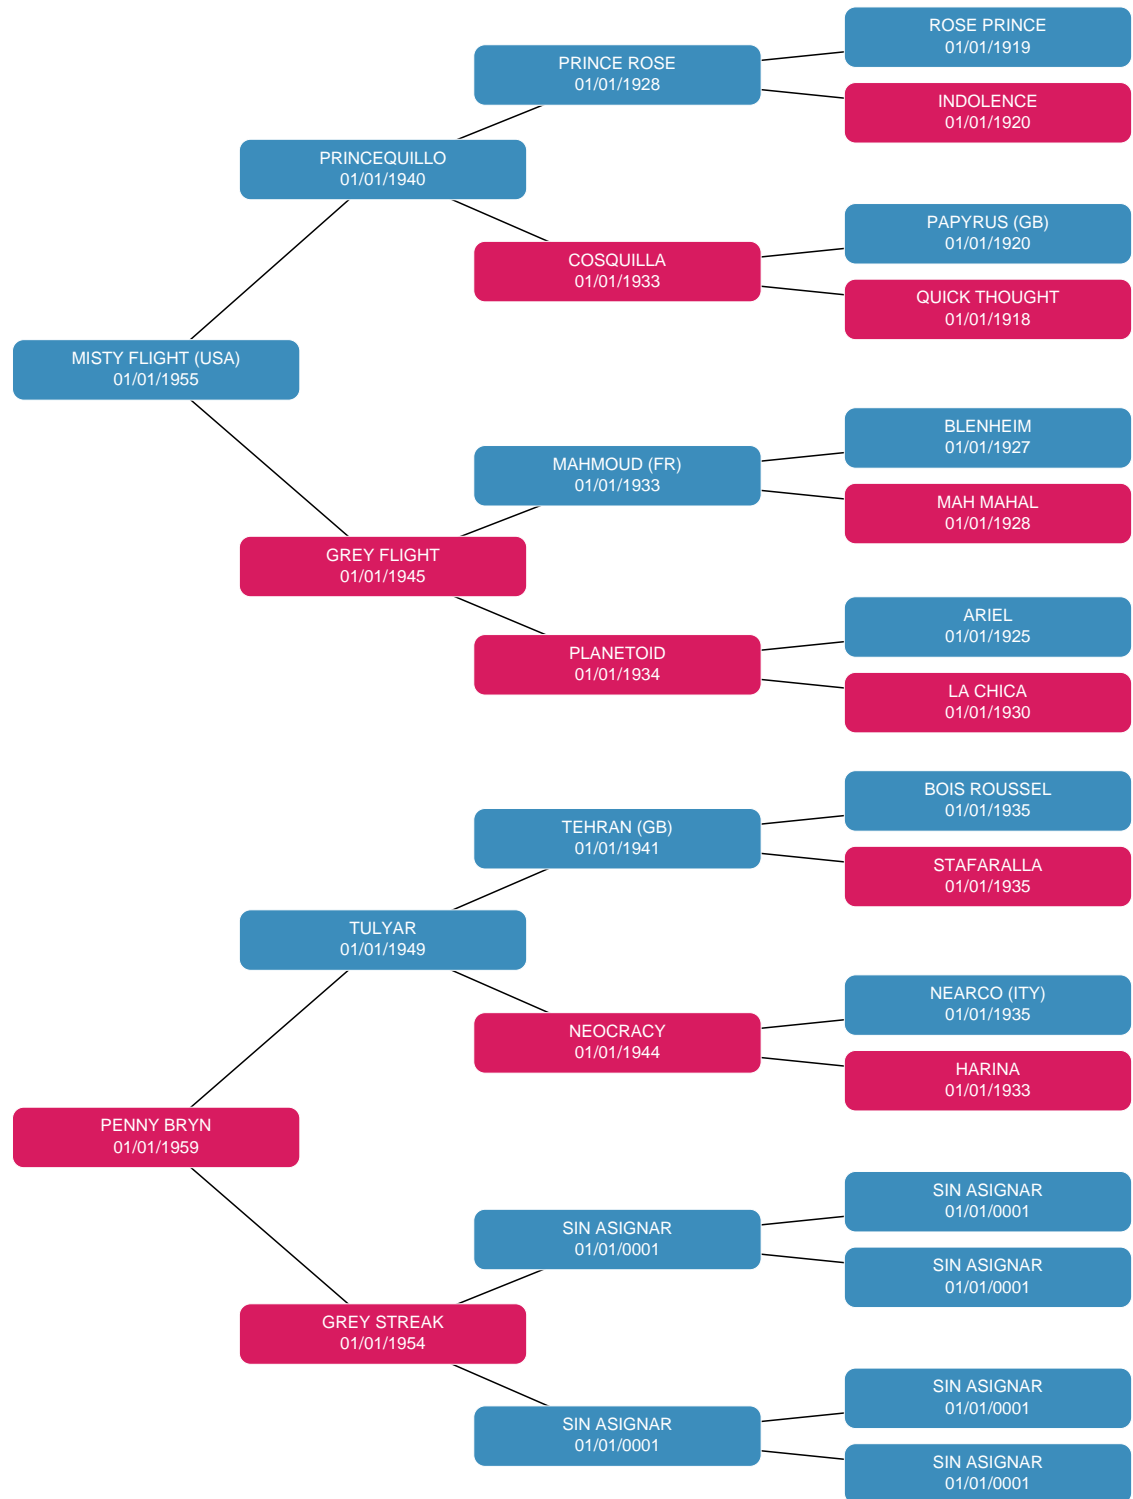 ROSE PRINCE
01/01/1919
PRINCE ROSE
01/01/1928
INDOLENCE
01/01/1920
PRINCEQUILLO
01/01/1940
PAPYRUS (GB)
01/01/1920
COSQUILLA
01/01/1933
QUICK THOUGHT
01/01/1918
MISTY FLIGHT (USA)
01/01/1955
BLENHEIM
01/01/1927
MAHMOUD (FR)
01/01/1933
MAH MAHAL
01/01/1928
GREY FLIGHT
01/01/1945
ARIEL
01/01/1925
PLANETOID
01/01/1934
LA CHICA
01/01/1930
BOIS ROUSSEL
01/01/1935
TEHRAN (GB)
01/01/1941
STAFARALLA
01/01/1935
TULYAR
01/01/1949
NEARCO (ITY)
01/01/1935
NEOCRACY
01/01/1944
HARINA
01/01/1933
PENNY BRYN
01/01/1959
SIN ASIGNAR
01/01/0001
SIN ASIGNAR
01/01/0001
SIN ASIGNAR
01/01/0001
GREY STREAK
01/01/1954
SIN ASIGNAR
01/01/0001
SIN ASIGNAR
01/01/0001
SIN ASIGNAR
01/01/0001